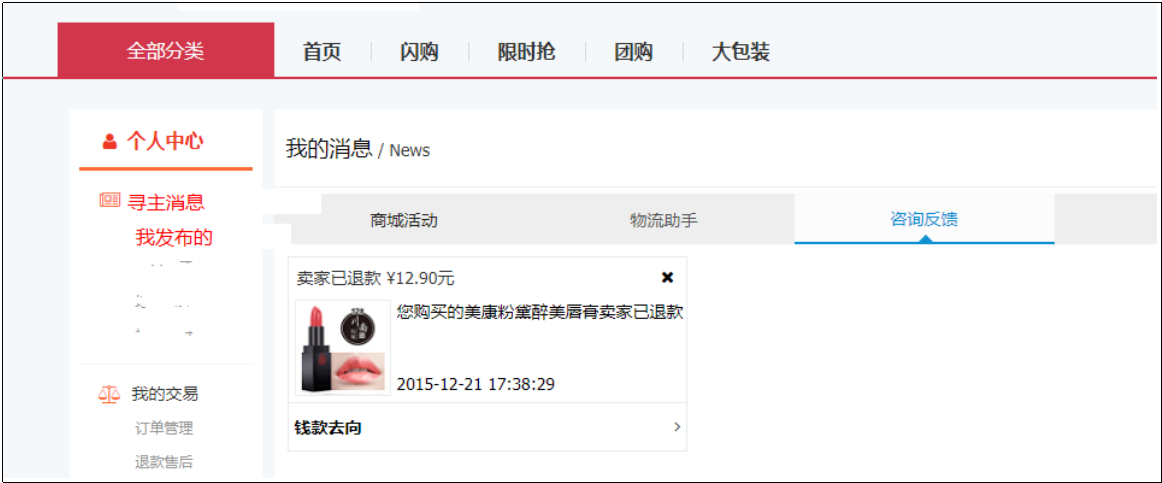 全部分类 首页 闪购 限时抢 团购 大包装
个人中心
我的消息 / News
寻主消息
我发布的
商城活动 物流助手 咨询反馈
卖家已退款 ¥12.90元
您购买的美康粉黛醉美唇膏卖家已退款
2015-12-21 17:38:29
钱款去向
我的交易
订单管理
退款售后